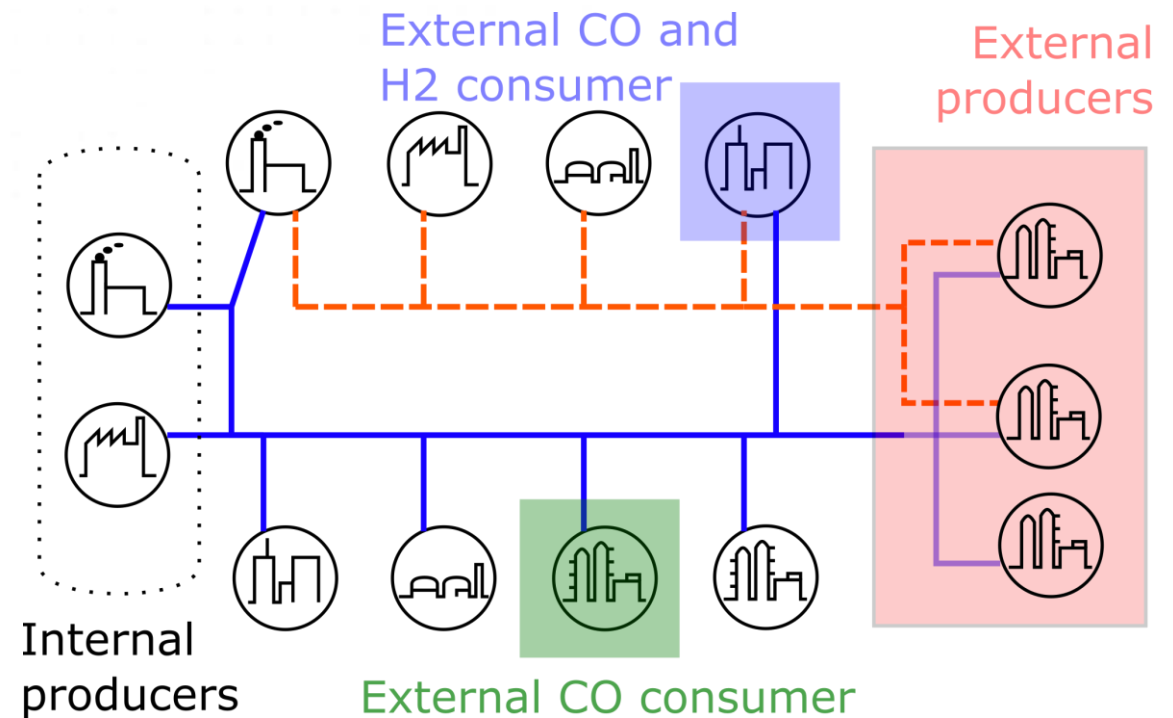 External CO and
H2 consumer
External
producers
Internal
producers
External CO consumer